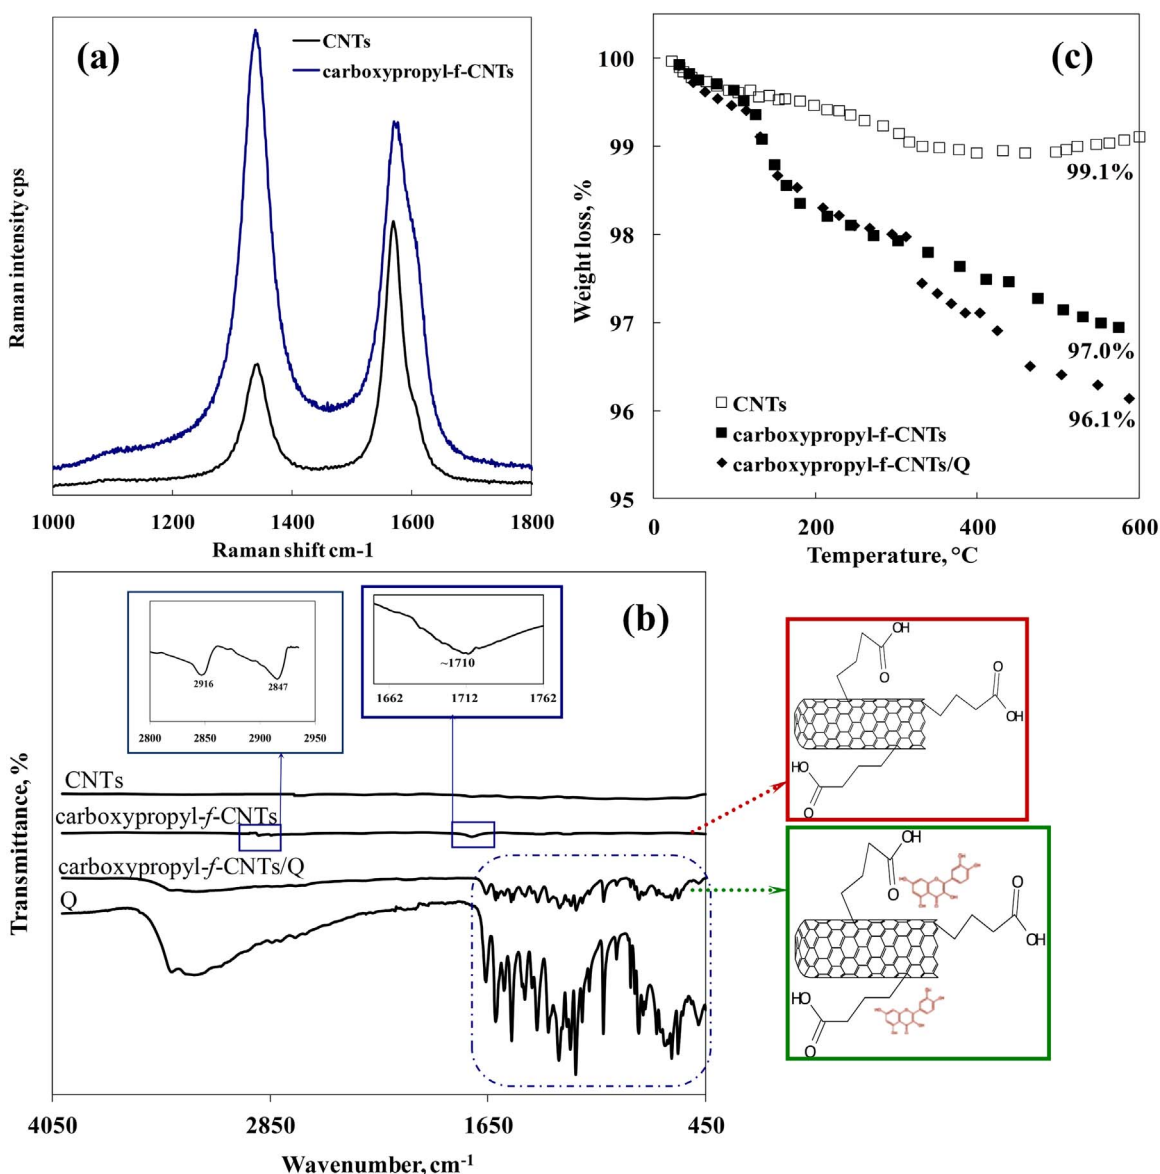 (a)
CNTs
carboxypropyl-f-CNTs
Raman intensity cps
1000 1200 1400 1600 1800
Raman shift cm-1
(c)
100
99
98
97
96
95
Weight loss, %
99.1%
97.0%
96.1%
CNTs
carboxypropyl-f-CNTs
carboxypropyl-f-CNTs/Q
0 200 400 600
Temperature, °C
(b)
2916 2847
2800 2850 2900 2950
~1710
1662 1712 1762
Transmittance, %
CNTs
carboxypropyl-f-CNTs
carboxypropyl-f-CNTs/Q
Q
4050 2850 1650 450
Wavenumber, cm-1
OH
O
O
OH
HO
O
OH
O
O
OH
HO
O